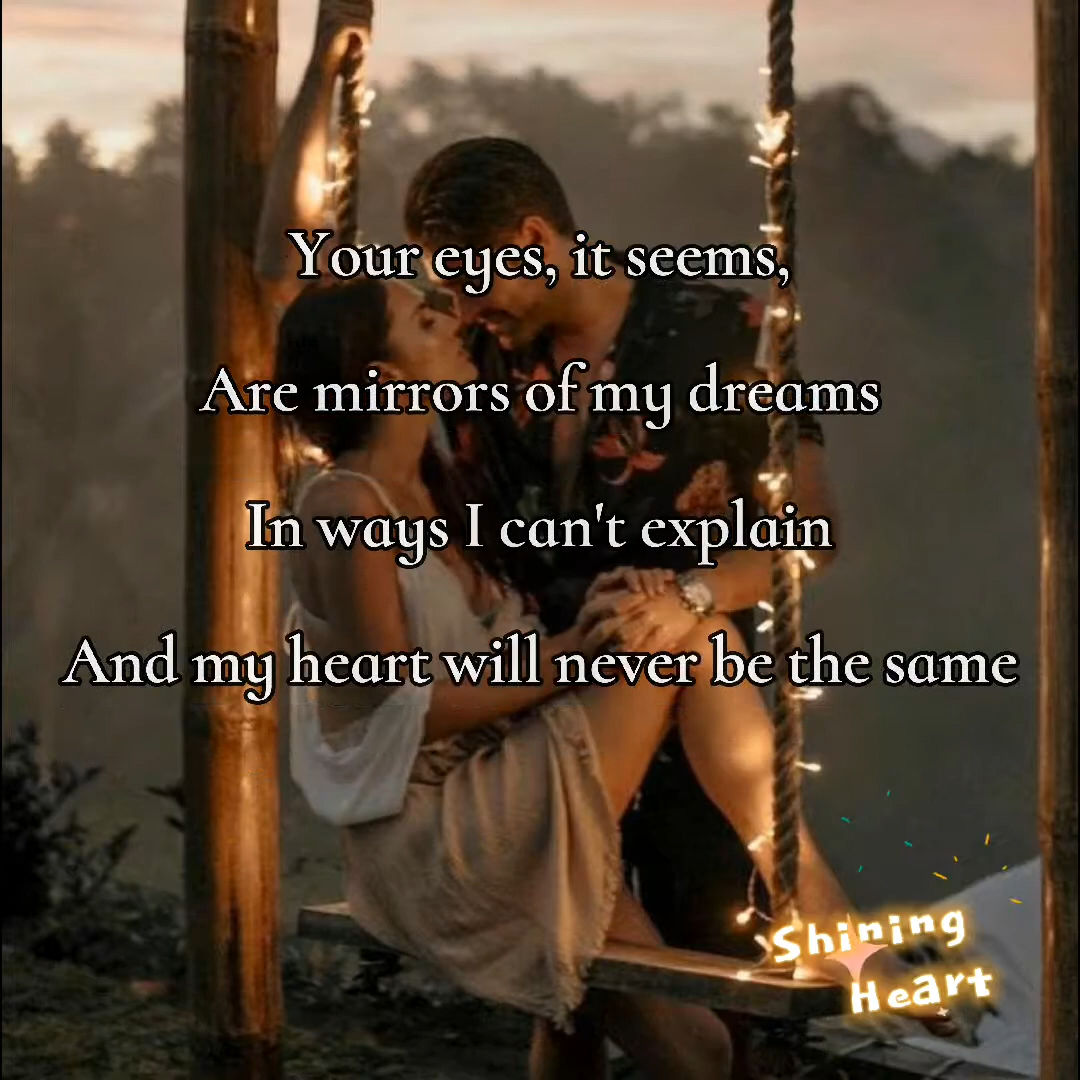 Your eyes, it seems,
Are mirrors of my dreams
In ways I can't explain
And my heart will never be the same
Shining
Heart